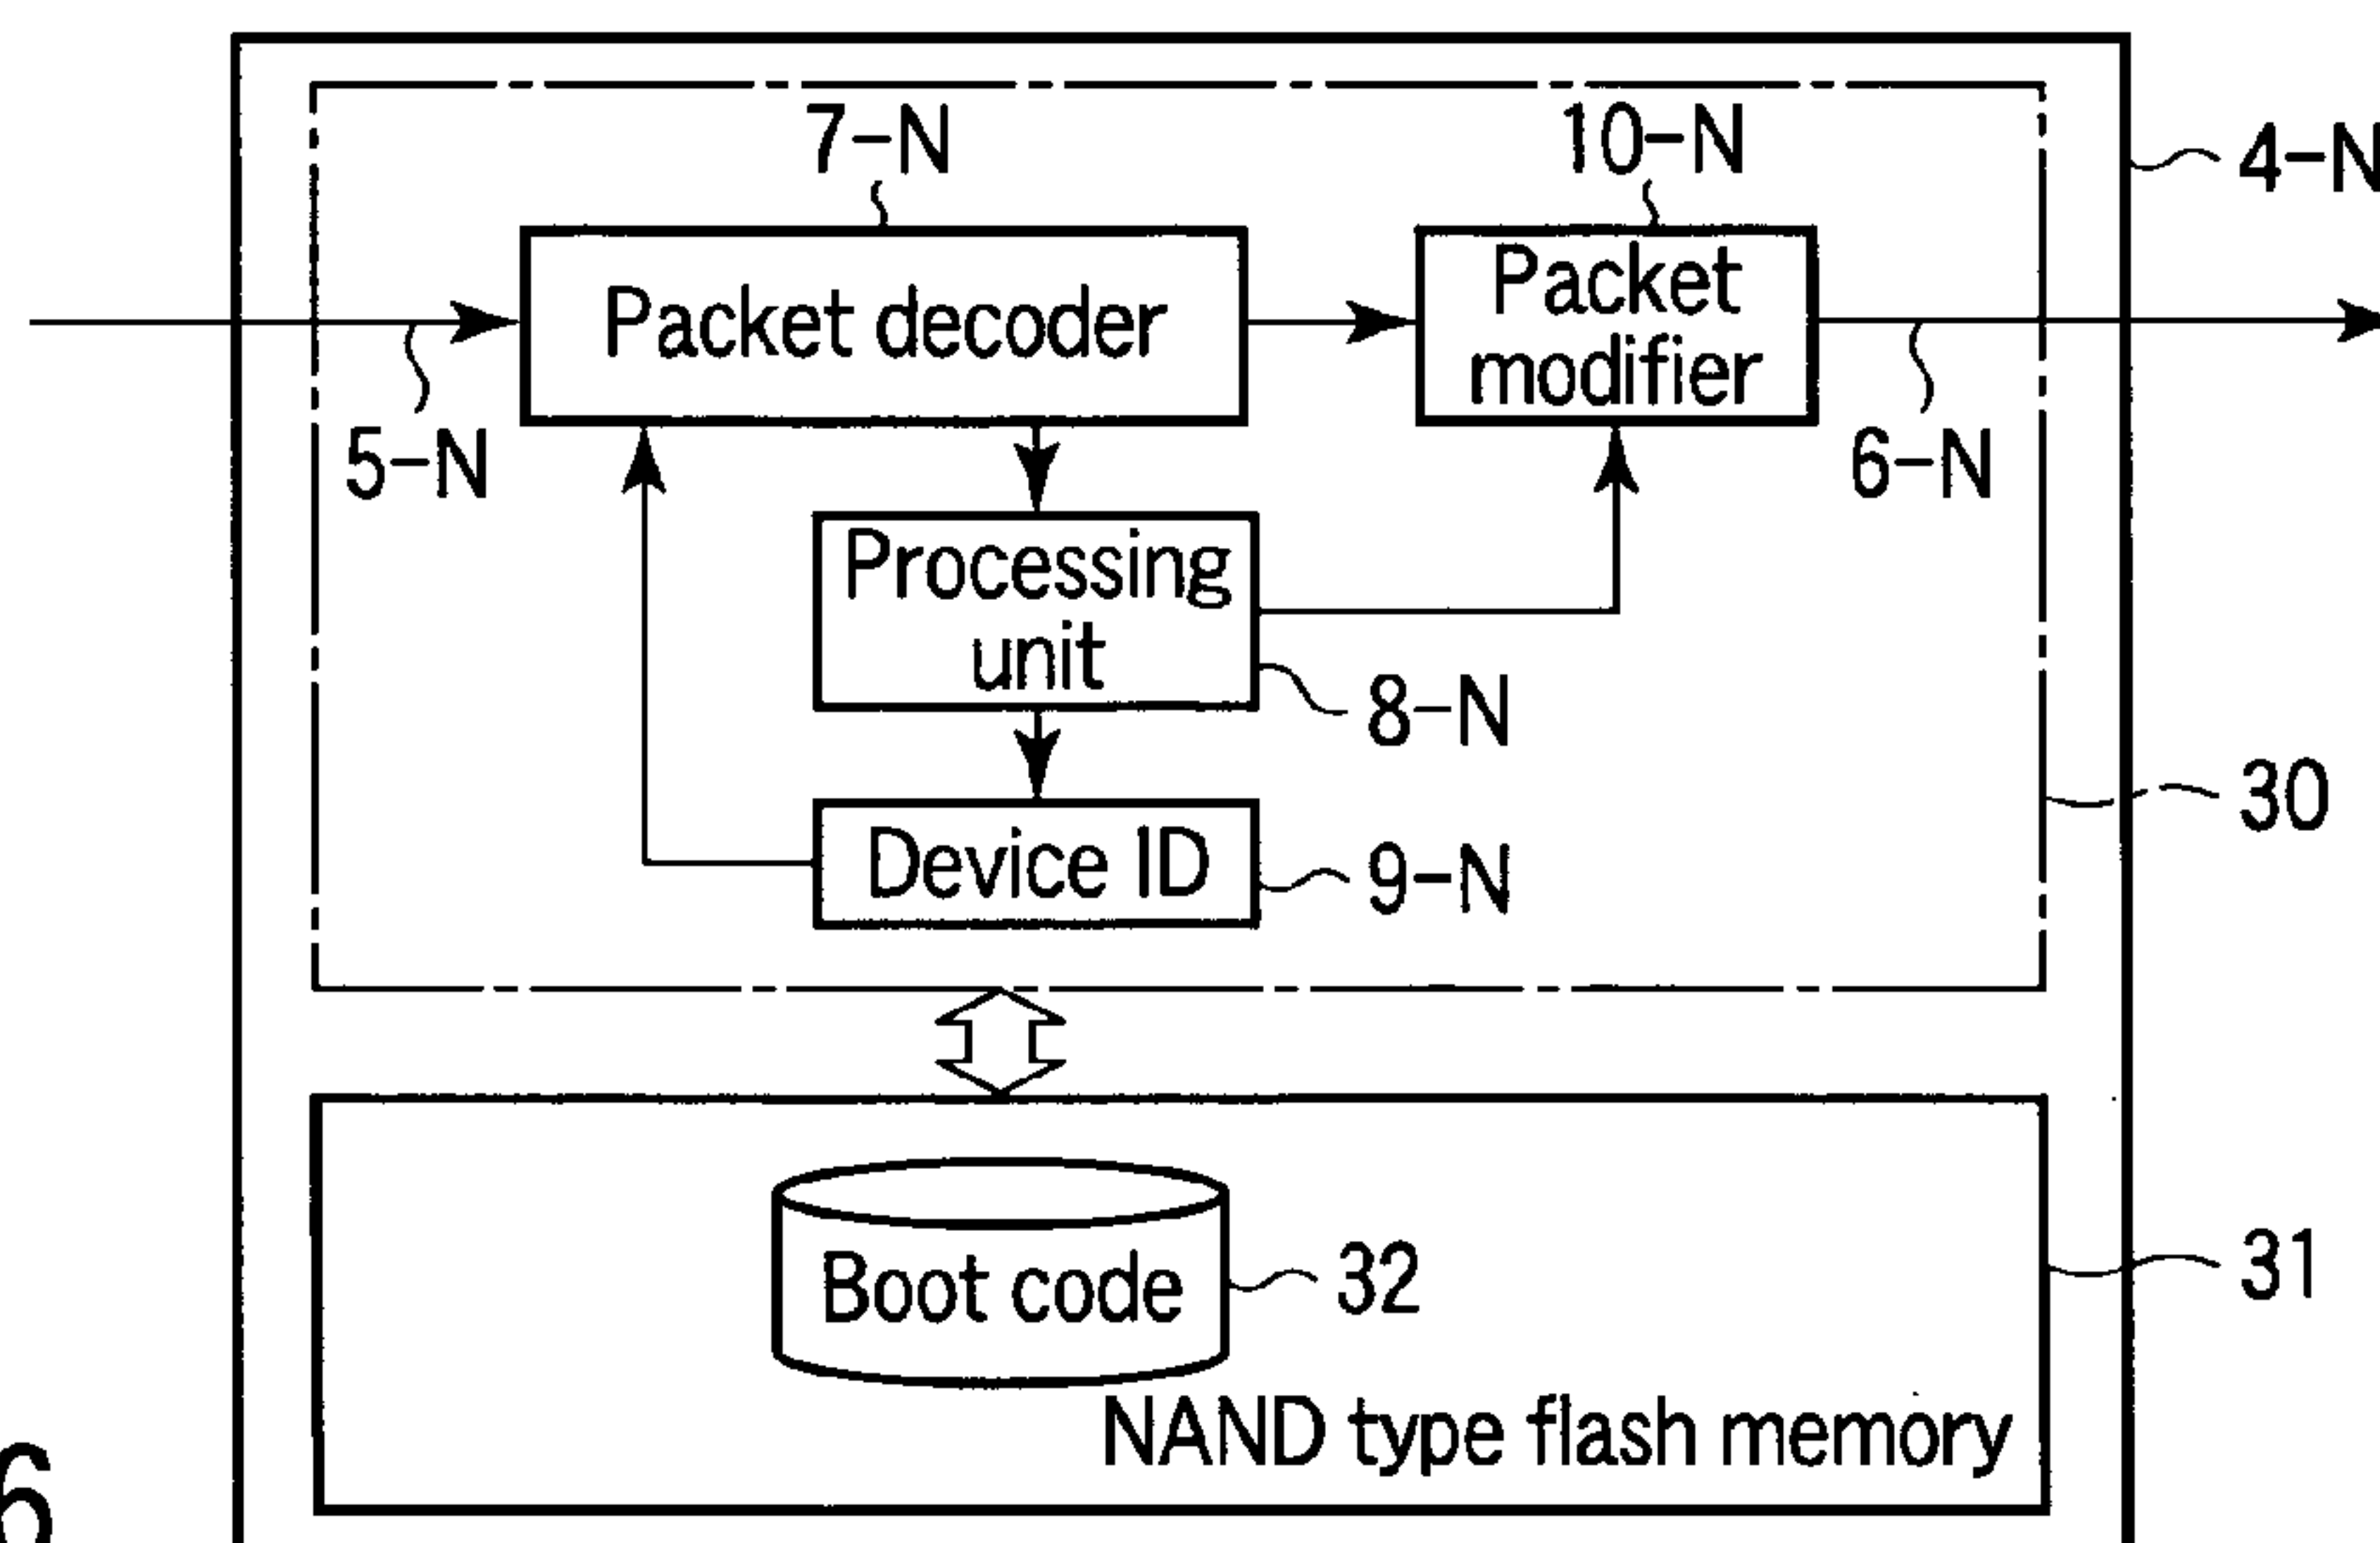 7-N
10-N
4-N
Packet decoder
Packet
modifier
5-N
6-N
Processing
unit
8-N
30
Device ID
9-N
Boot code
32
31
NAND type flash memory
6